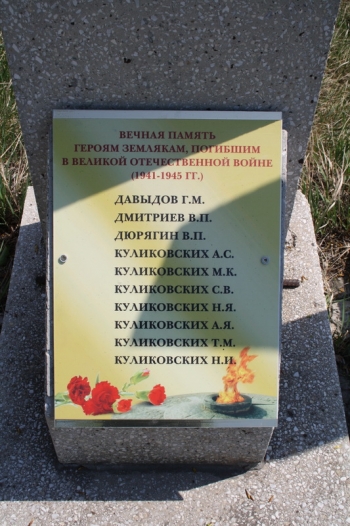 ВЕЧНАЯ ПАМЯТЬ
ГЕРОЯМ ЗЕМЛЯКАМ, ПОГИБШИМ
В ВЕЛИКОЙ ОТЕЧЕСТВЕННОЙ ВОЙНЕ
(1941-1945 ГГ.)
ДАВЫДОВ Г.М.
ДМИТРИЕВ В.П.
ДЮРЯГИН В.П.
КУЛИКОВСКИХ А.С.
КУЛИКОВСКИХ М.К.
КУЛИКОВСКИХ С.В.
КУЛИКОВСКИХ Н.Я.
КУЛИКОВСКИХ А.Я.
КУЛИКОВСКИХ Т.М.
КУЛИКОВСКИХ Н.И.